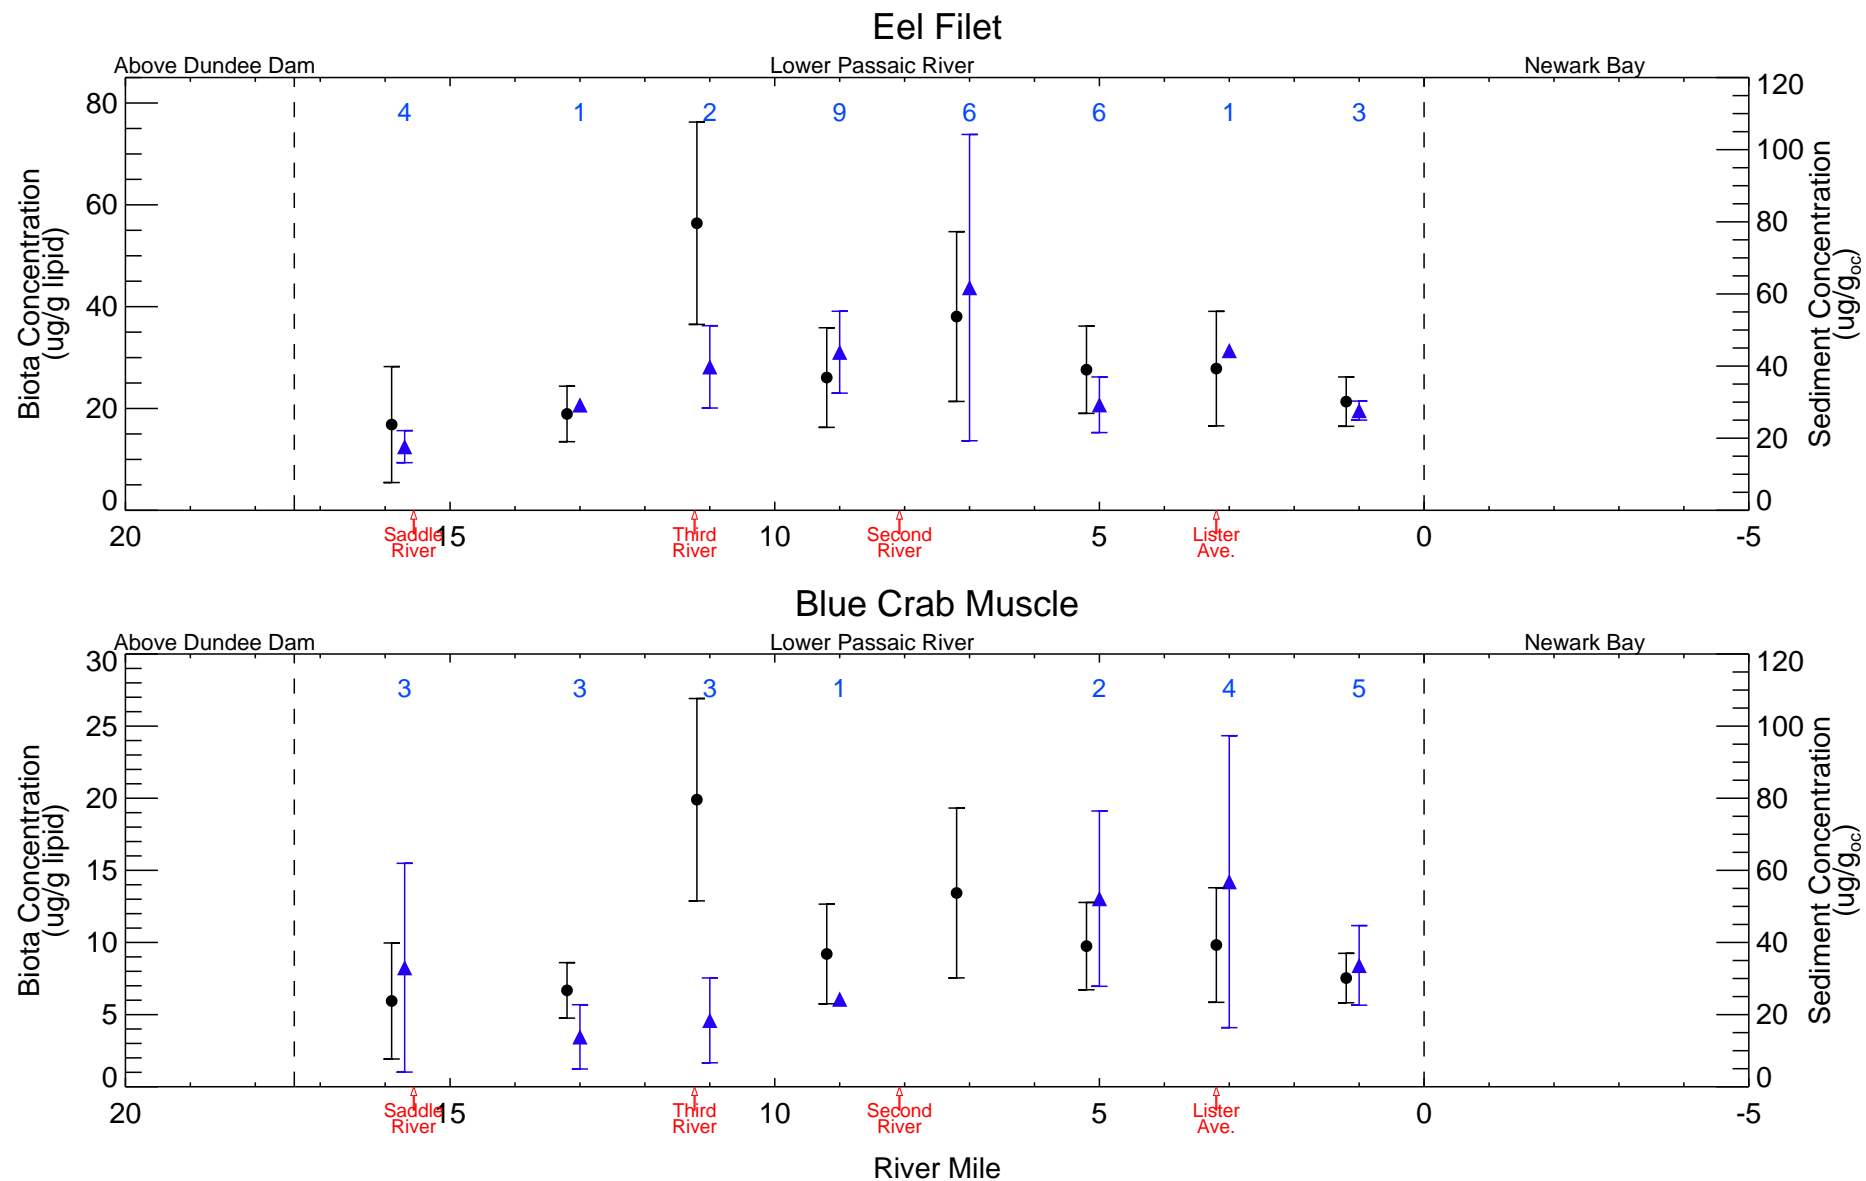 Eel Filet
Above Dundee Dam Lower Passaic River Newark Bay
4 1 2 9 6 6 1 3
80
60
40
20
0
Biota Concentration
(ug/g lipid)
120
100
80
60
40
20
0
Sediment Concentration
(ug/goc)
20 15 10 5 0 -5
Saddle
River
Third
River
Second
River
Lister
Ave.
Blue Crab Muscle
Above Dundee Dam Lower Passaic River Newark Bay
3 3 3 1 2 4 5
30
25
20
15
10
5
0
Biota Concentration
(ug/g lipid)
120
100
80
60
40
20
0
Sediment Concentration
(ug/goc)
20 15 10 5 0 -5
Saddle
River
Third
River
Second
River
Lister
Ave.
River Mile